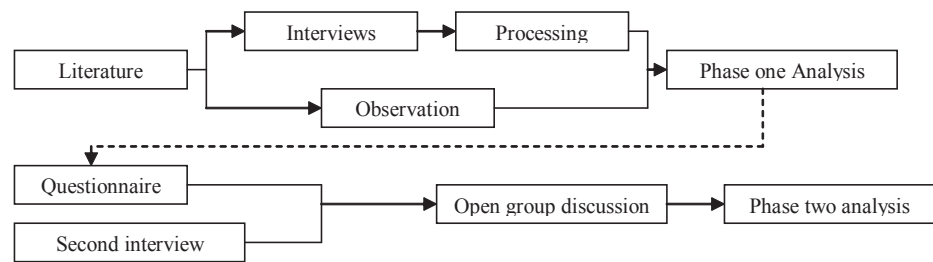 Interviews
Processing
Literature
Phase one Analysis
Observation
Questionnaire
Open group discussion
Phase two analysis
Second interview